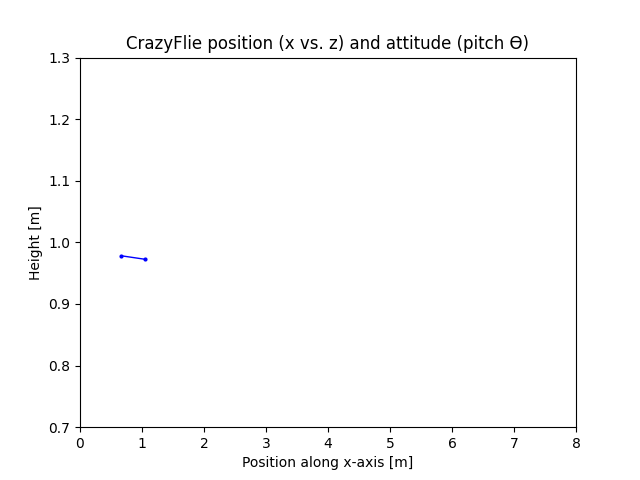 CrazyFlie position (x vs. z) and attitude (pitch Θ)
1.3
1.2
1.1
1.0
0.9
0.8
0.7
Height [m]
0 1 2 3 4 5 6 7 8
Position along x-axis [m]